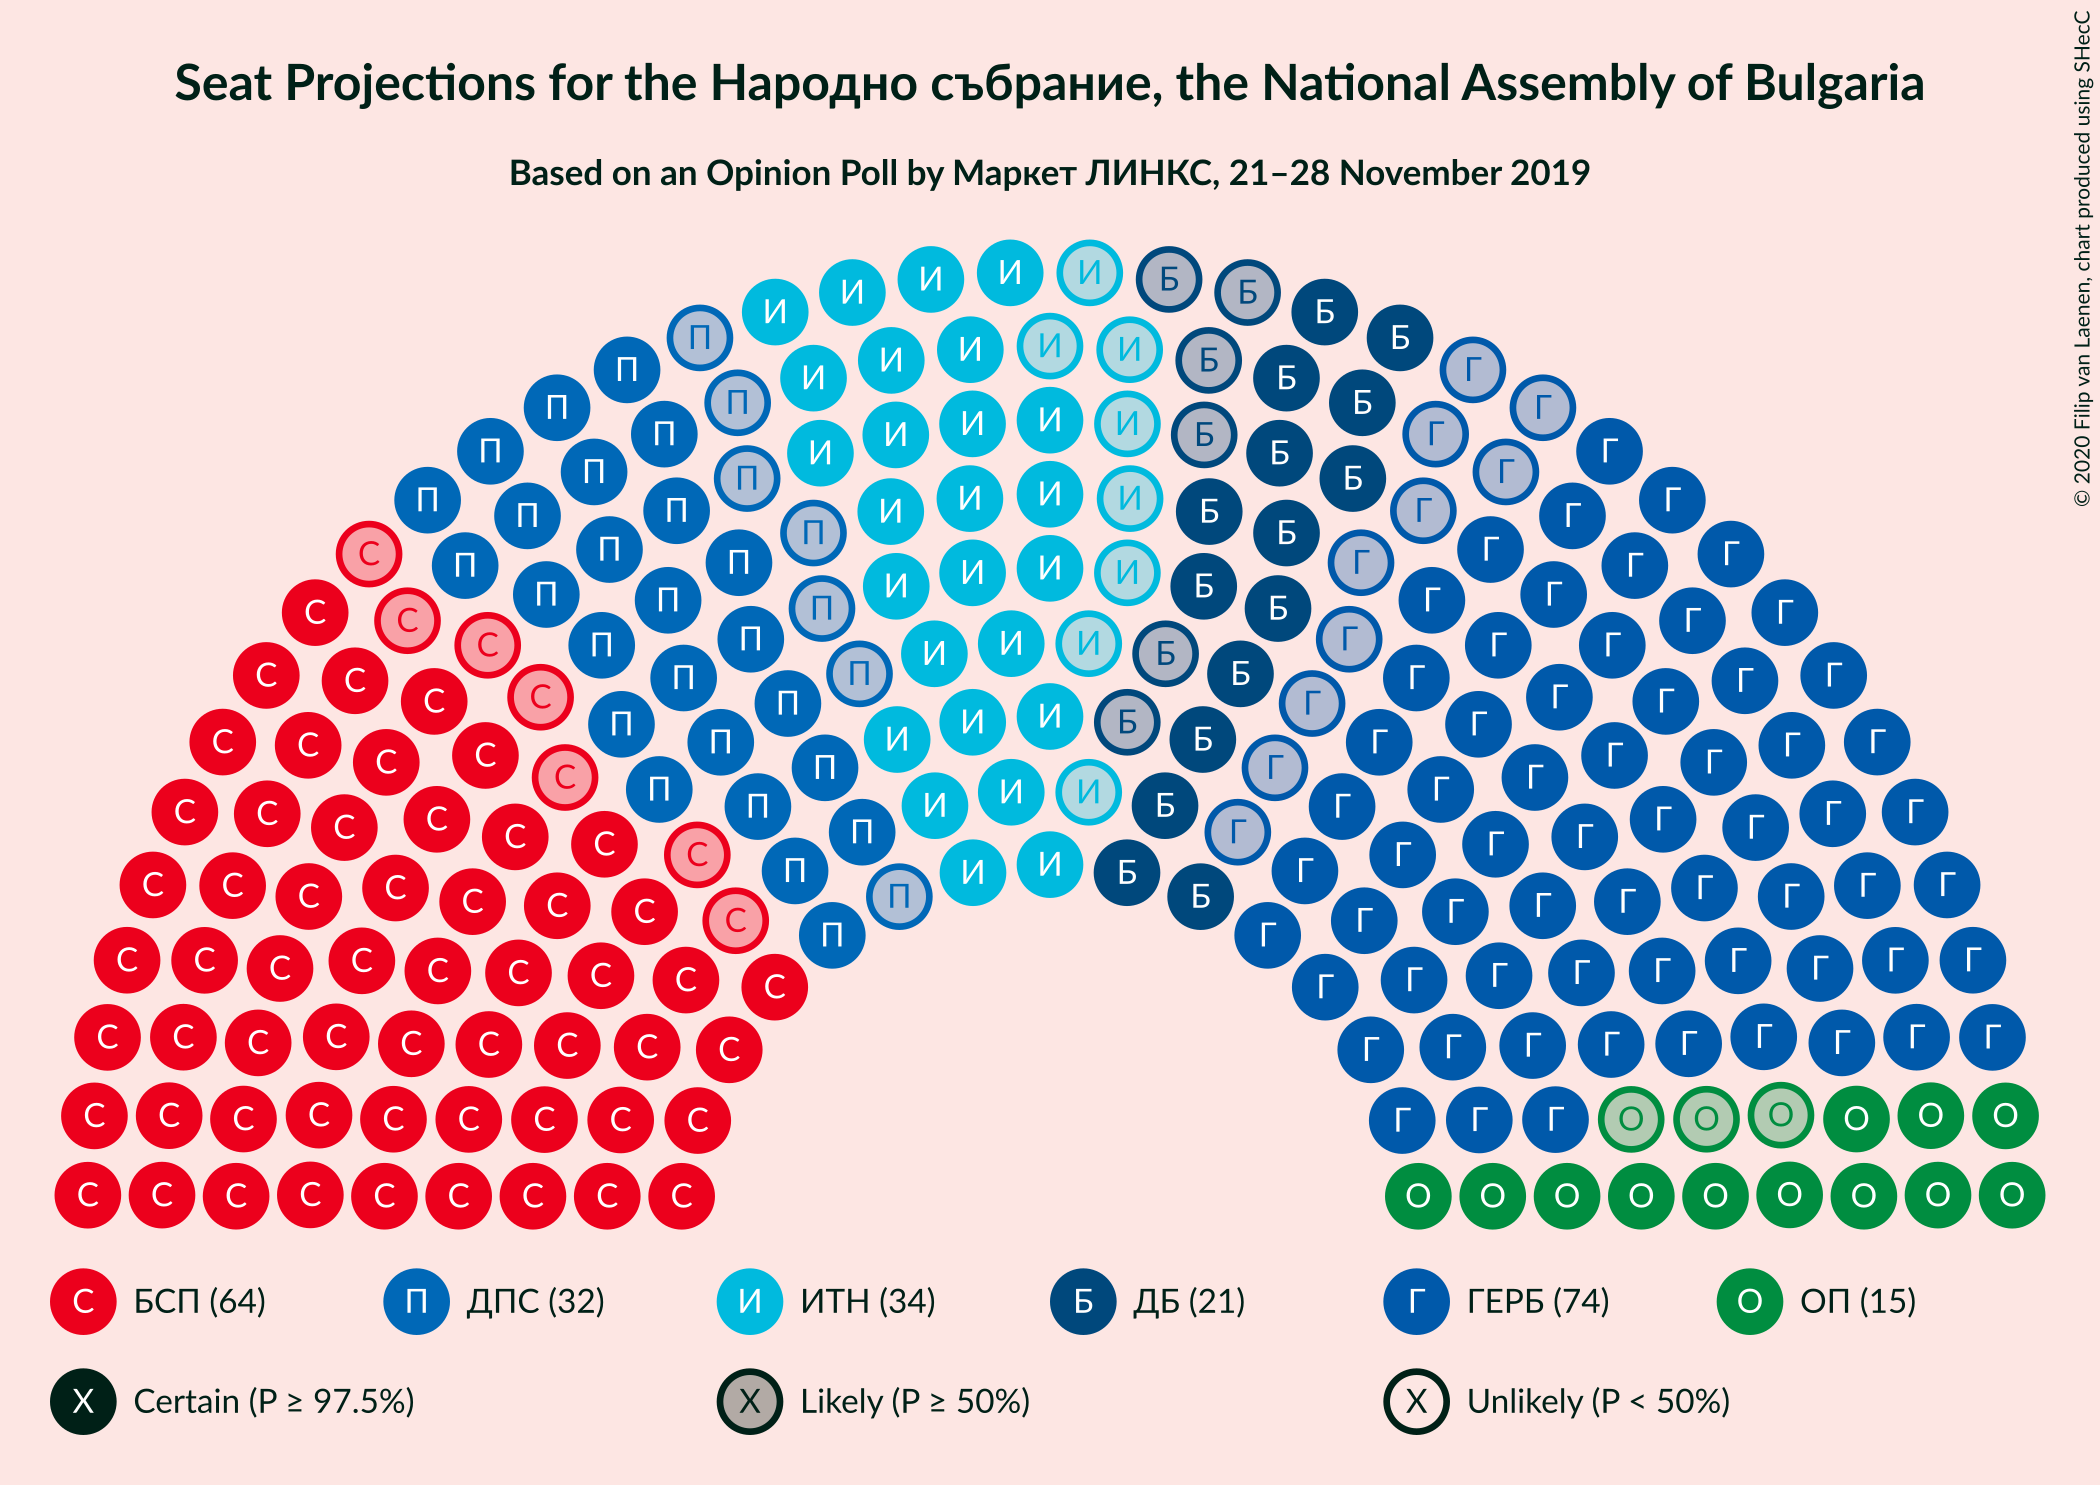 Seat Projections for the Народно събрание, the National Assembly of Bulgaria
Based on an Opinion Poll by Маркет ЛИНКС, 21–28 November 2019
© 2020 Filip van Laenen, chart produced using SHecC
С БСП (64) П ДПС (32) И ИТН (34) Б ДБ (21) Г ГЕРБ (74) О ОП (15)
X Certain (P ≥ 97.5%) X Likely (P ≥ 50%) X Unlikely (P < 50%)